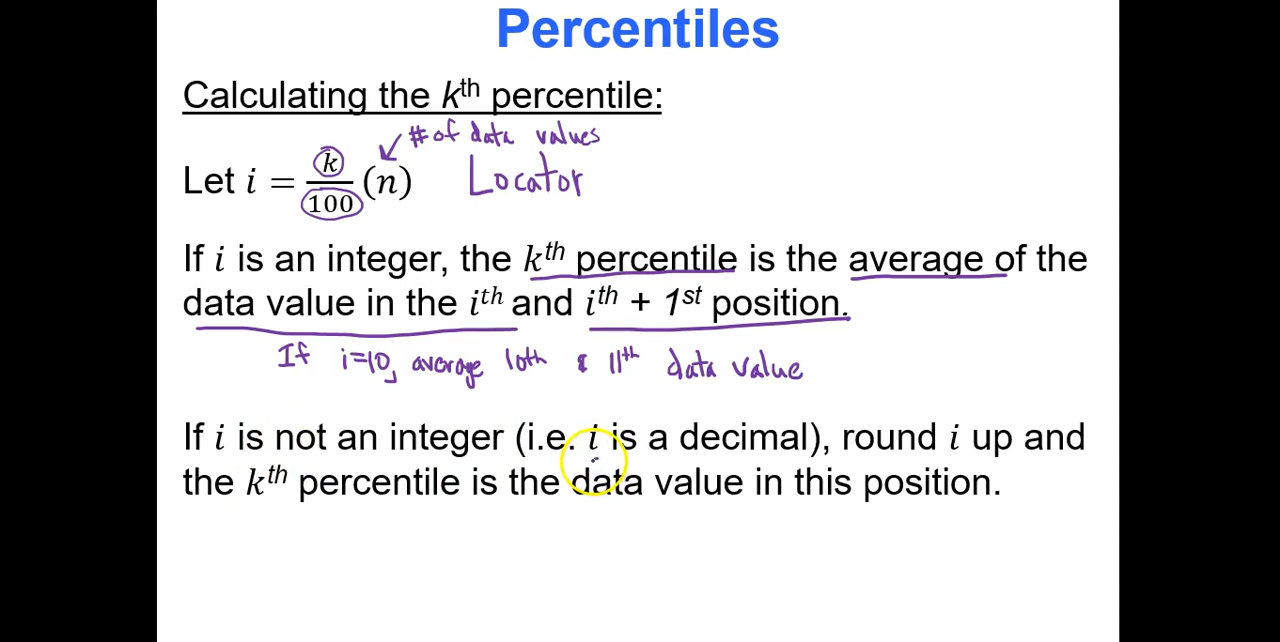 Percentiles
Calculating the kth percentile:
# of data values
Let i = k/100 (n) Locator
If i is an integer, the kth percentile is the average of the
data value in the ith and ith + 1st position.
If i=10, average 10th & 11th data value
If i is not an integer (i.e. i is a decimal), round i up and
the kth percentile is the data value in this position.